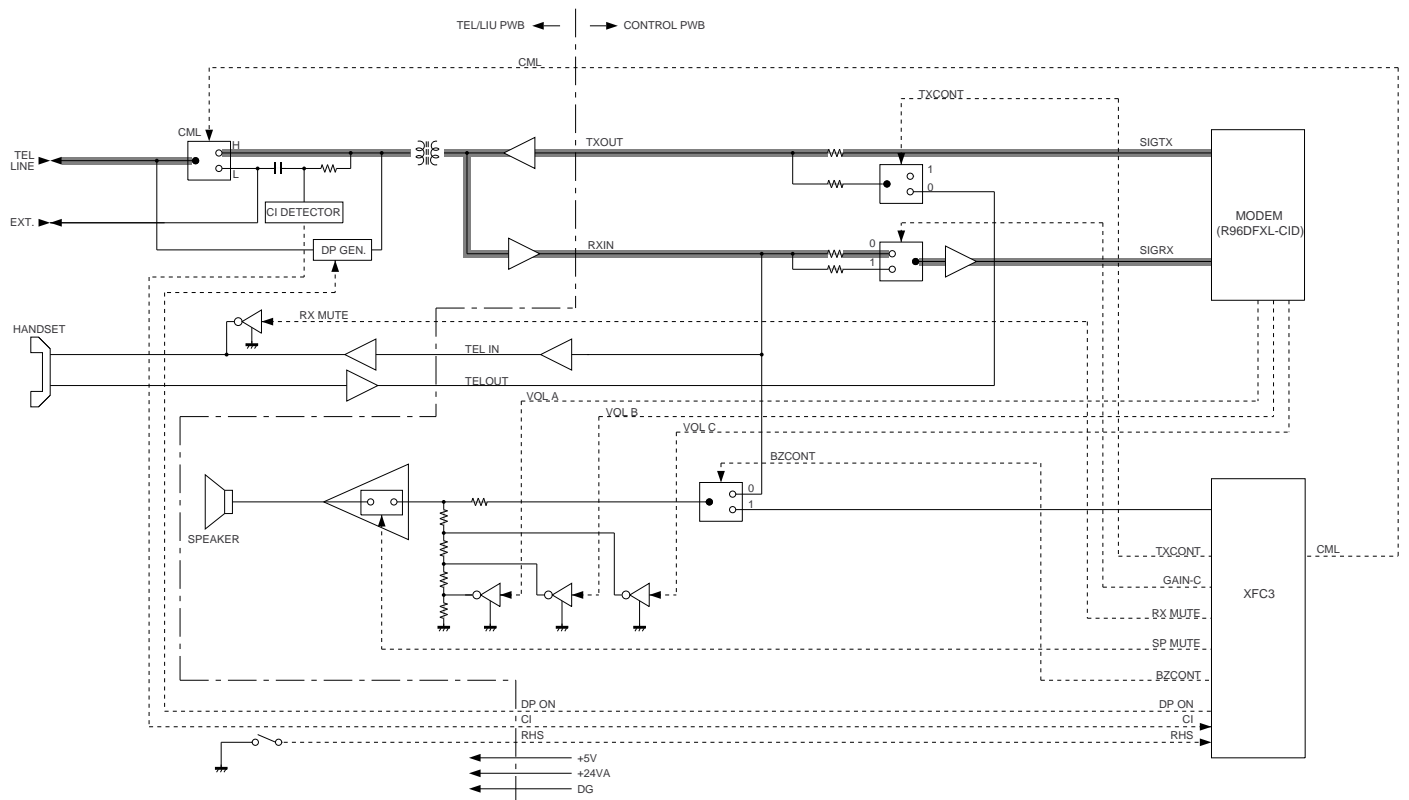 TEL/LIU PWB
CONTROL PWB
CML
TXCONT
CML
H
L
TEL
LINE
TXOUT
SIGTX
1
0
MODEM
(R96DFXL-CID)
CI DETECTOR
EXT.
DP GEN.
RXIN
0
1
SIGRX
RX MUTE
HANDSET
TEL IN
TELOUT
VOL A
VOL B
VOL C
BZCONT
0
1
SPEAKER
TXCONT
CML
GAIN-C
XFC3
RX MUTE
SP MUTE
BZCONT
DP ON
DP ON
CI
CI
RHS
RHS
+5V
+24VA
DG